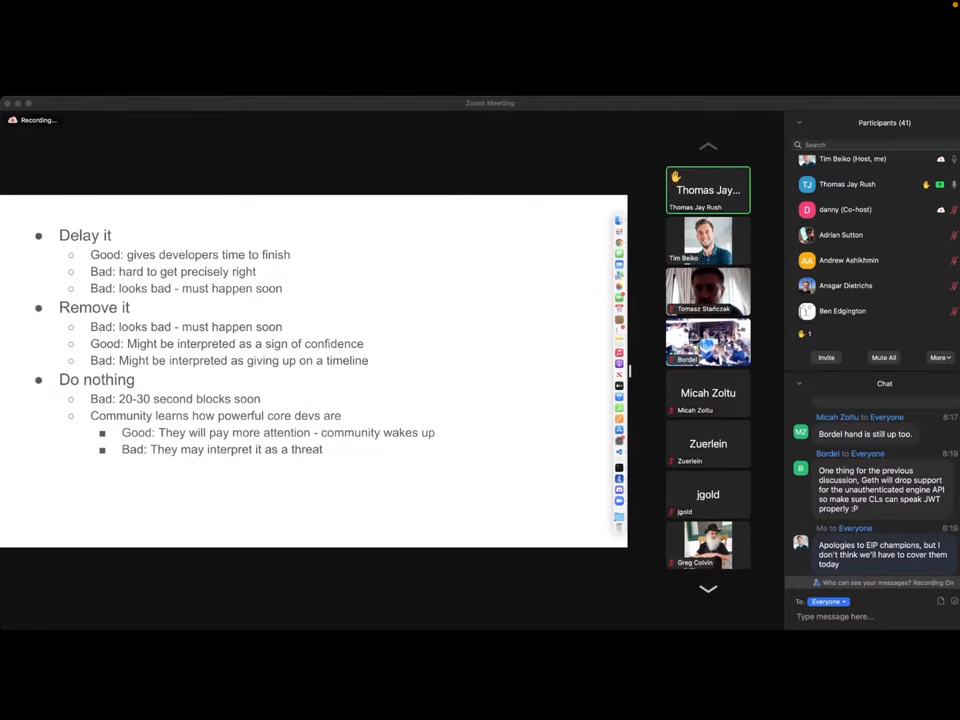 Zoom Meeting
Recording...
Delay it
Good: gives developers time to finish
Bad: hard to get precisely right
Bad: looks bad - must happen soon
Remove it
Bad: looks bad - must happen soon
Good: Might be interpreted as a sign of confidence
Bad: Might be interpreted as giving up on a timeline
Do nothing
Bad: 20-30 second blocks soon
Community learns how powerful core devs are
Good: They will pay more attention - community wakes up
Bad: They may interpret it as a threat
Thomas Jay...
Thomas Jay Rush
Tim Beiko
Tomasz Stańczak
Bordel
Micah Zoltu
Micah Zoltu
Zuerlein
Zuerlein
jgold
jgold
Greg Colvin
Participants (41)
Search
Tim Beiko (Host, me)
TJ
Thomas Jay Rush
D
danny (Co-host)
Adrian Sutton
AA
Andrew Ashikhmin
Ansgar Dietrichs
Ben Edgington
1
Invite
Mute All
More
Chat
Micah Zoltu to Everyone
8:17
MZ
Bordel hand is still up too.
Bordel to Everyone
8:19
B
One thing for the previous
discussion, Geth will drop support
for the unauthenticated engine API
so make sure CLs can speak JWT
properly :P
Me to Everyone
8:19
Apologies to EIP champions, but I
don't think we'll have to cover them
today
Who can see your messages? Recording On
To:
Everyone
Type message here...